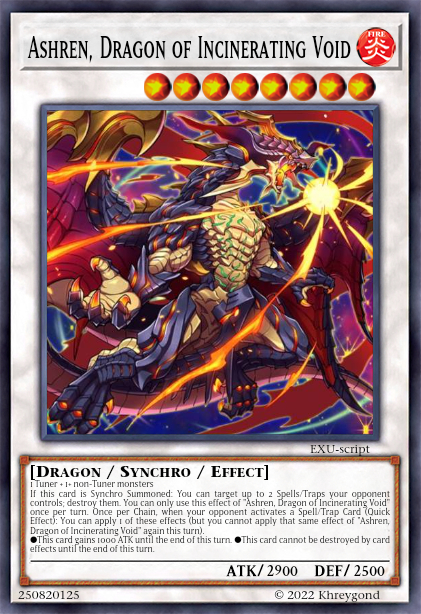 Ashren, Dragon of Incinerating Void
FIRE
炎
EXU-script
[Dragon / Synchro / Effect]
1 Tuner + 1+ non-Tuner monsters
If this card is Synchro Summoned: You can target up to 2 Spells/Traps your opponent
controls; destroy them. You can only use this effect of "Ashren, Dragon of Incinerating Void"
once per turn. Once per Chain, when your opponent activates a Spell/Trap Card (Quick
Effect): You can apply 1 of these effects (but you cannot apply that same effect of "Ashren,
Dragon of Incinerating Void" again this turn).
●This card gains 1000 ATK until the end of this turn. ●This card cannot be destroyed by card
effects until the end of this turn.
ATK/2900 DEF/2500
250820125
© 2022 Khreygond